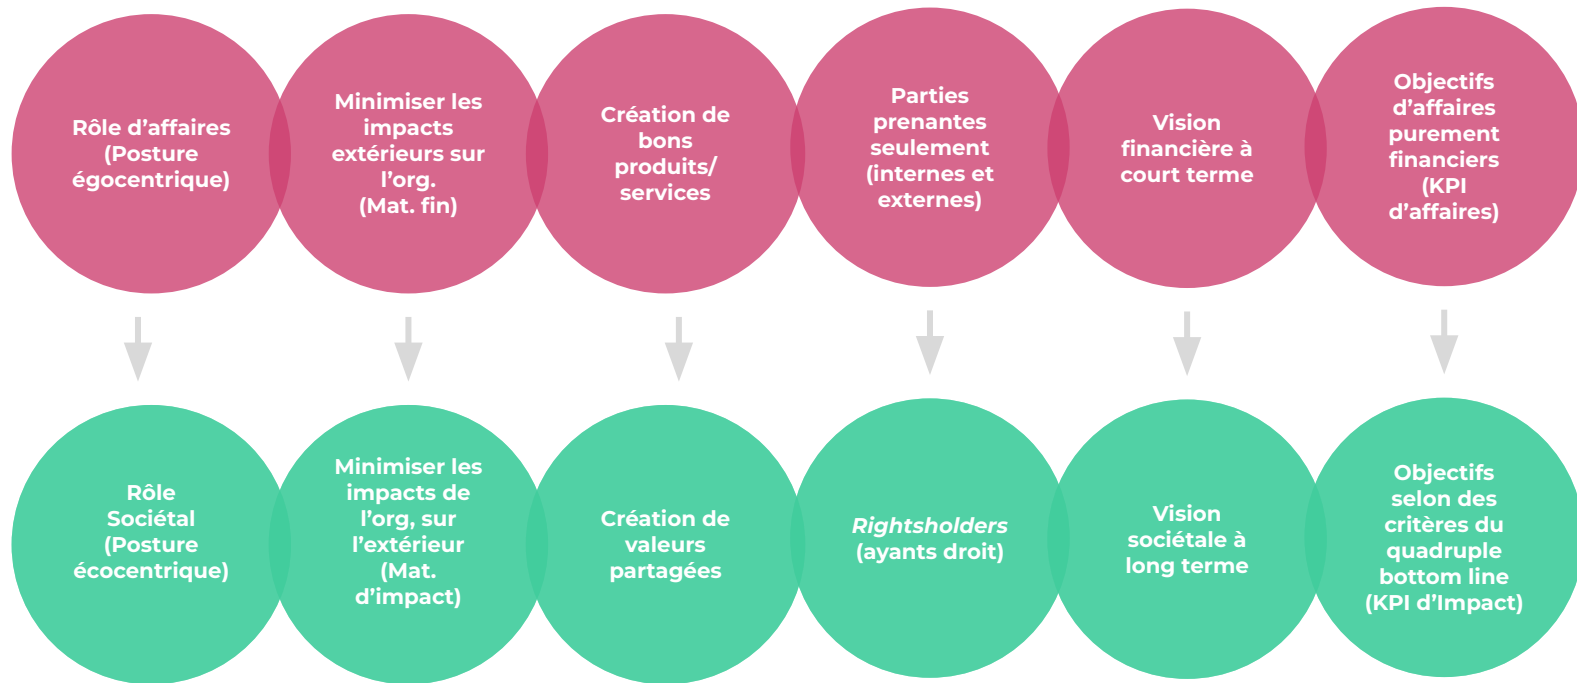 Rôle d'affaires
(Posture
égocentrique)
Minimiser les
impacts
extérieurs sur
l'org.
(Mat. fin)
Création de
bons
produits/
services
Parties
prenantes
seulement
(internes et
externes)
Vision
financière à
court terme
Objectifs
d'affaires
purement
financiers
(KPI
d'affaires)
Rôle
Sociétal
(Posture
écocentrique)
Minimiser les
impacts de
l'org, sur
l'extérieur
(Mat.
d'impact)
Création de
valeurs
partagées
Rightsholders
(ayants droit)
Vision
sociétale à
long terme
Objectifs
selon des
critères du
quadruple
bottom line
(KPI d'Impact)